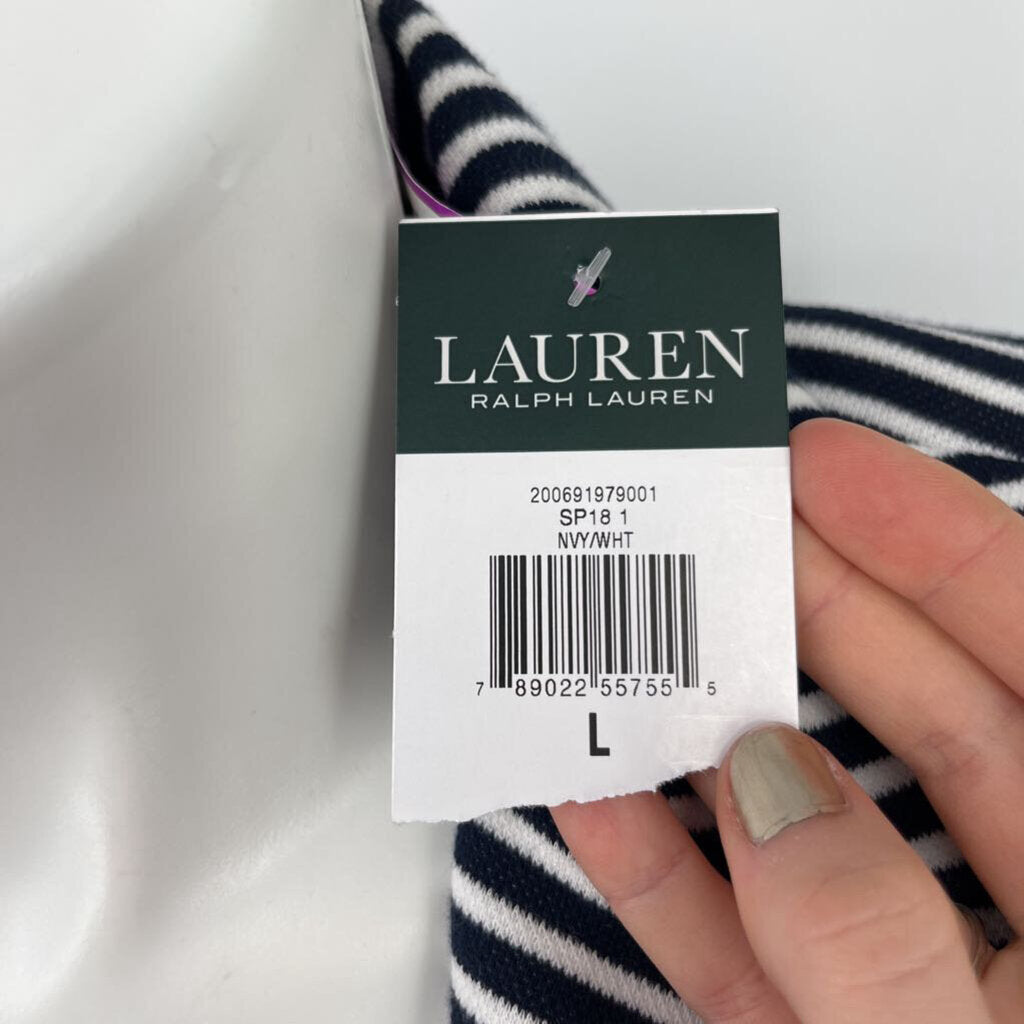 LAUREN
RALPH LAUREN
200691979001
SP18 1
NVY/WHT
7 89022 55755 5
L